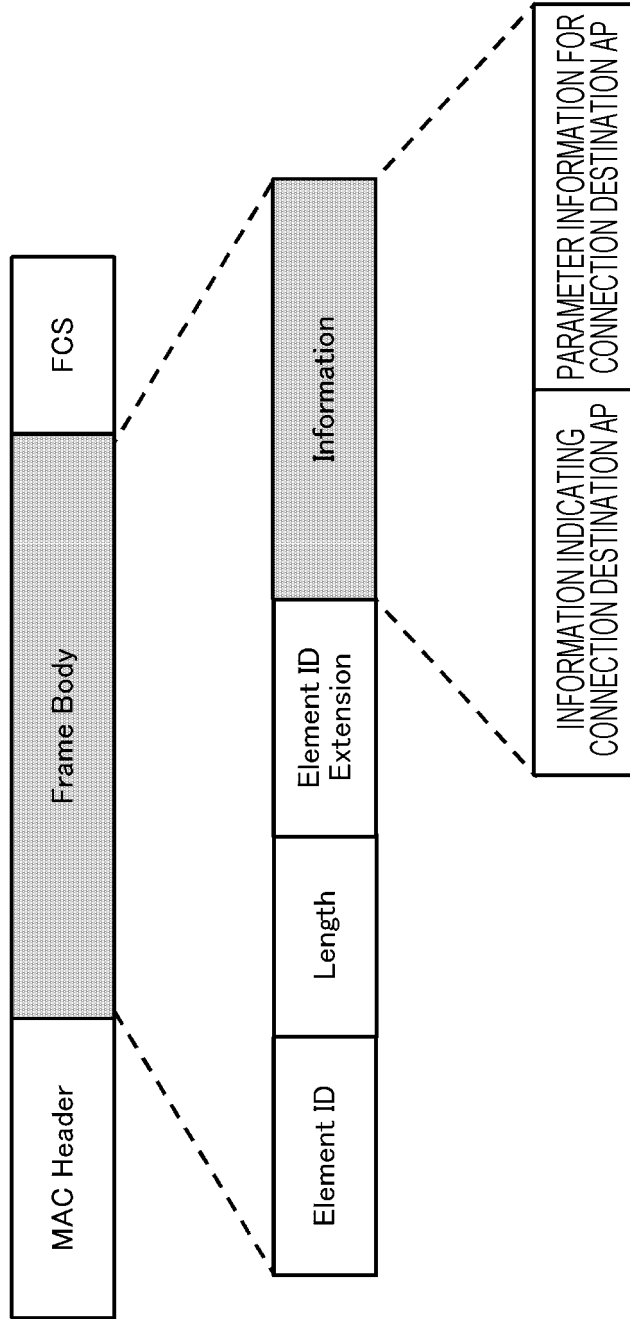 MAC Header
Frame Body
FCS
Element ID
Length
Element ID
Extension
Information
INFORMATION INDICATING
CONNECTION DESTINATION AP
PARAMETER INFORMATION FOR
CONNECTION DESTINATION AP